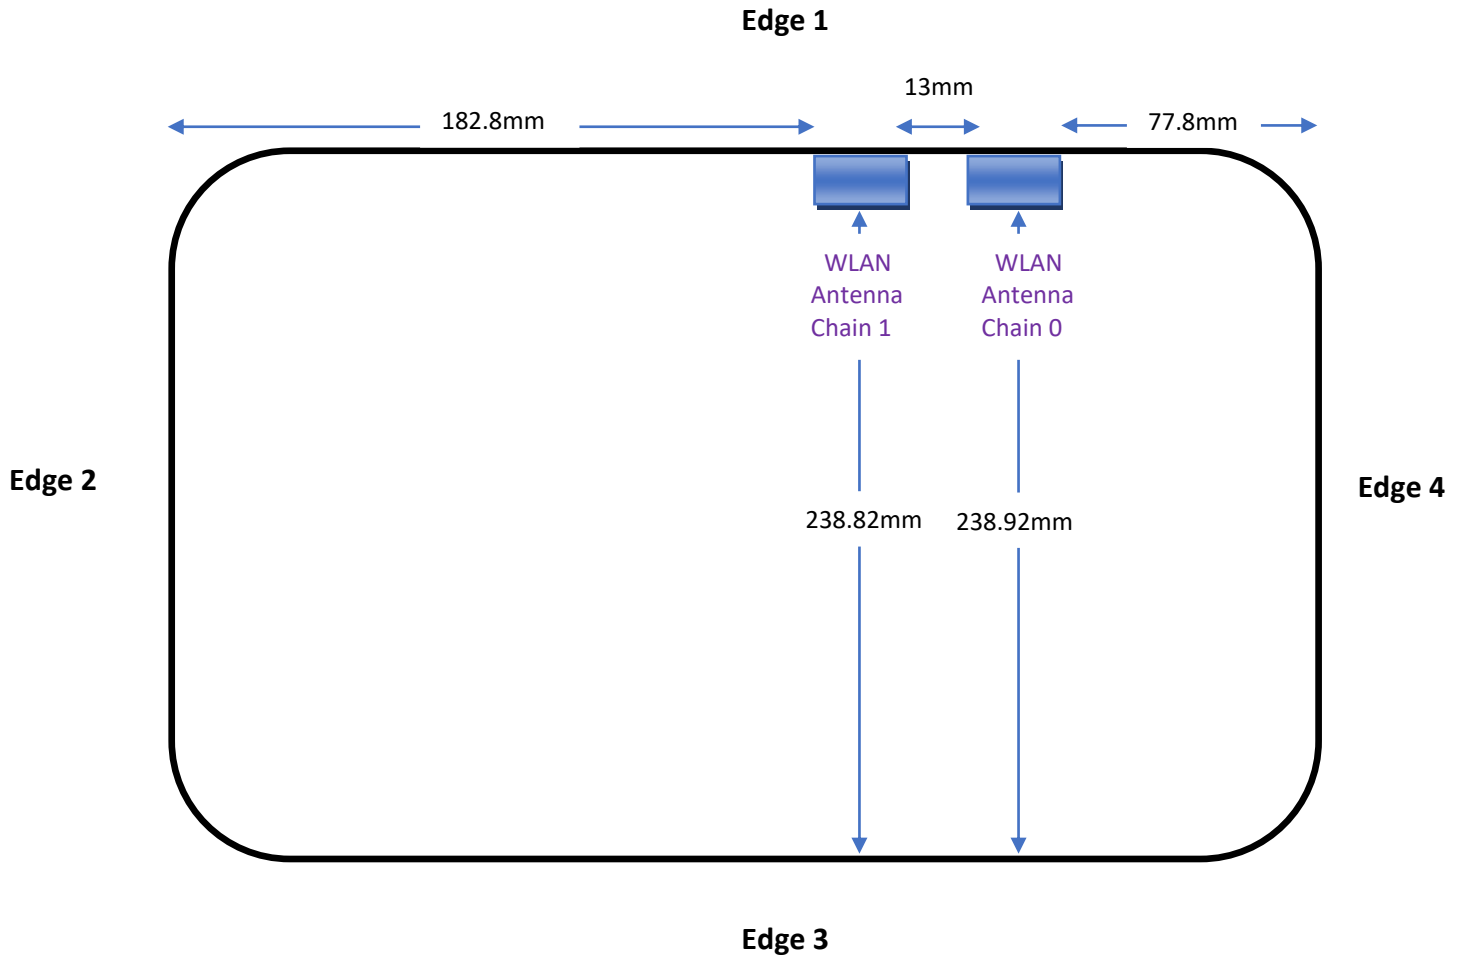 Edge 1
13mm
182.8mm
77.8mm
WLAN
Antenna
Chain 1
WLAN
Antenna
Chain 0
Edge 2
Edge 4
238.82mm
238.92mm
Edge 3